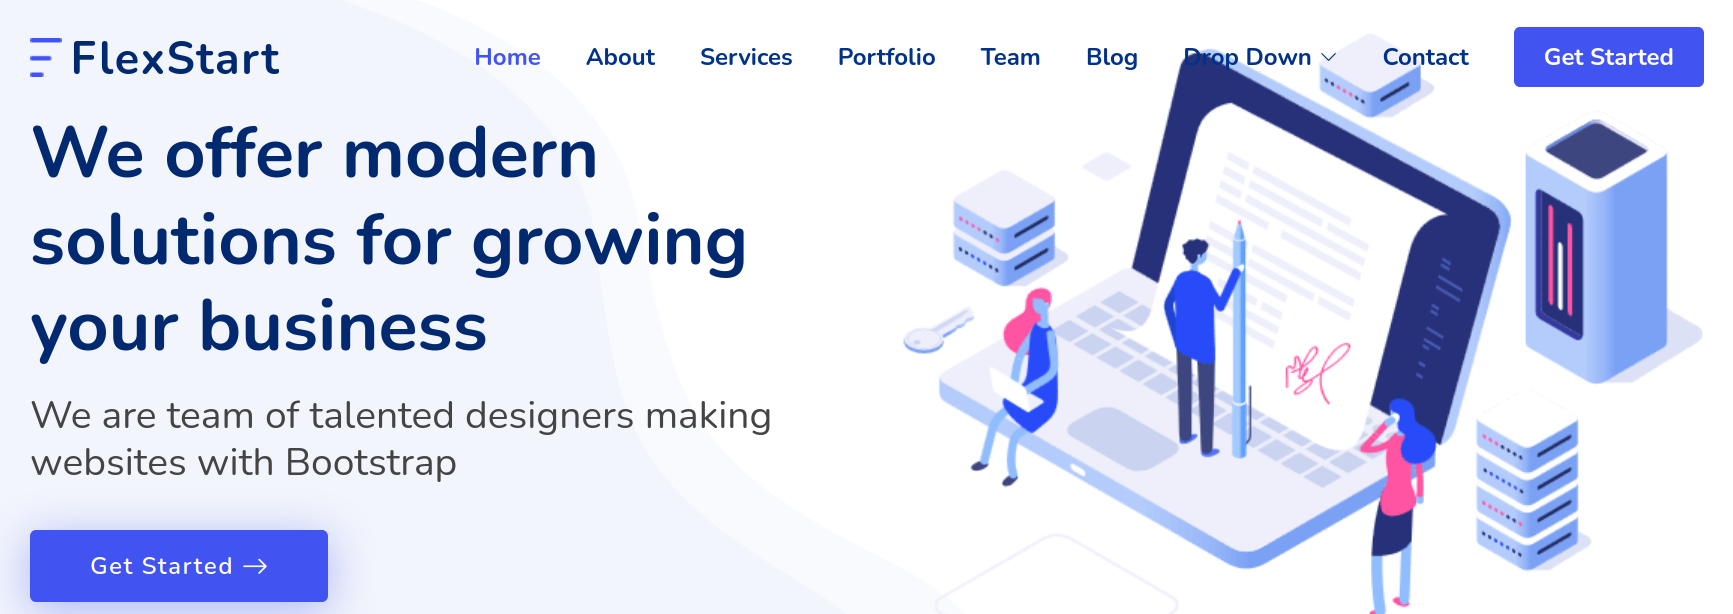 FlexStart
Home About Services Portfolio Team Blog Drop Down Contact Get Started
We offer modern
solutions for growing
your business
We are team of talented designers making
websites with Bootstrap
Get Started →